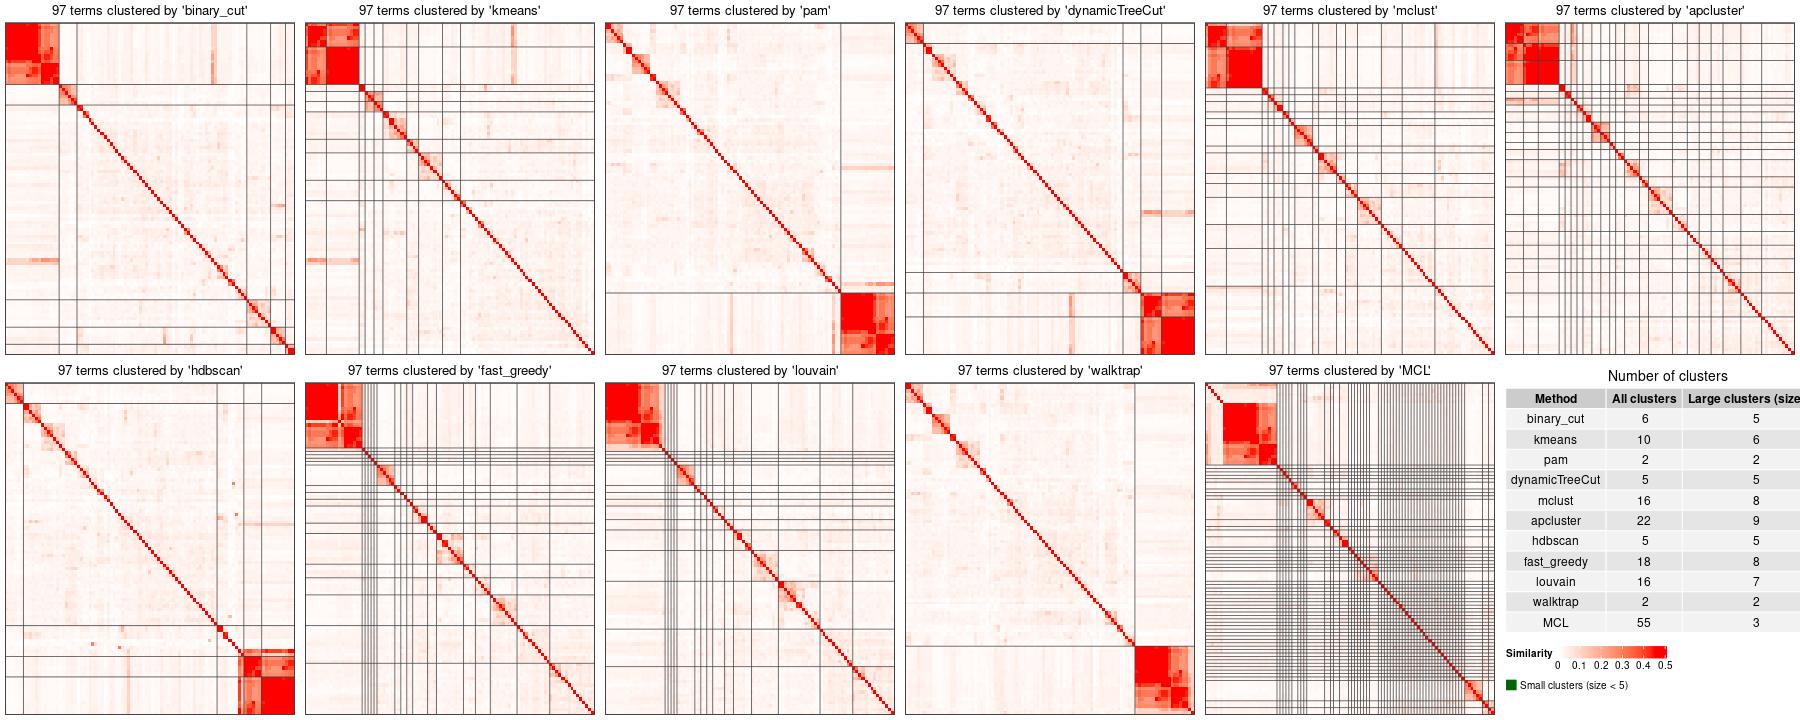 97 terms clustered by 'binary_cut'
97 terms clustered by 'kmeans'
97 terms clustered by 'pam'
97 terms clustered by 'dynamicTreeCut'
97 terms clustered by 'mclust'
97 terms clustered by 'apcluster'
97 terms clustered by 'hdbscan'
97 terms clustered by 'fast_greedy'
97 terms clustered by 'louvain'
97 terms clustered by 'walktrap'
97 terms clustered by 'MCL'
Number of clusters
Method All clusters Large clusters (size
binary_cut 6 5
kmeans 10 6
pam 2 2
dynamicTreeCut 5 5
mclust 16 8
apcluster 22 9
hdbscan 5 5
fast_greedy 18 8
louvain 16 7
walktrap 2 2
MCL 55 3
Similarity
0 0.1 0.2 0.3 0.4 0.5
Small clusters (size < 5)